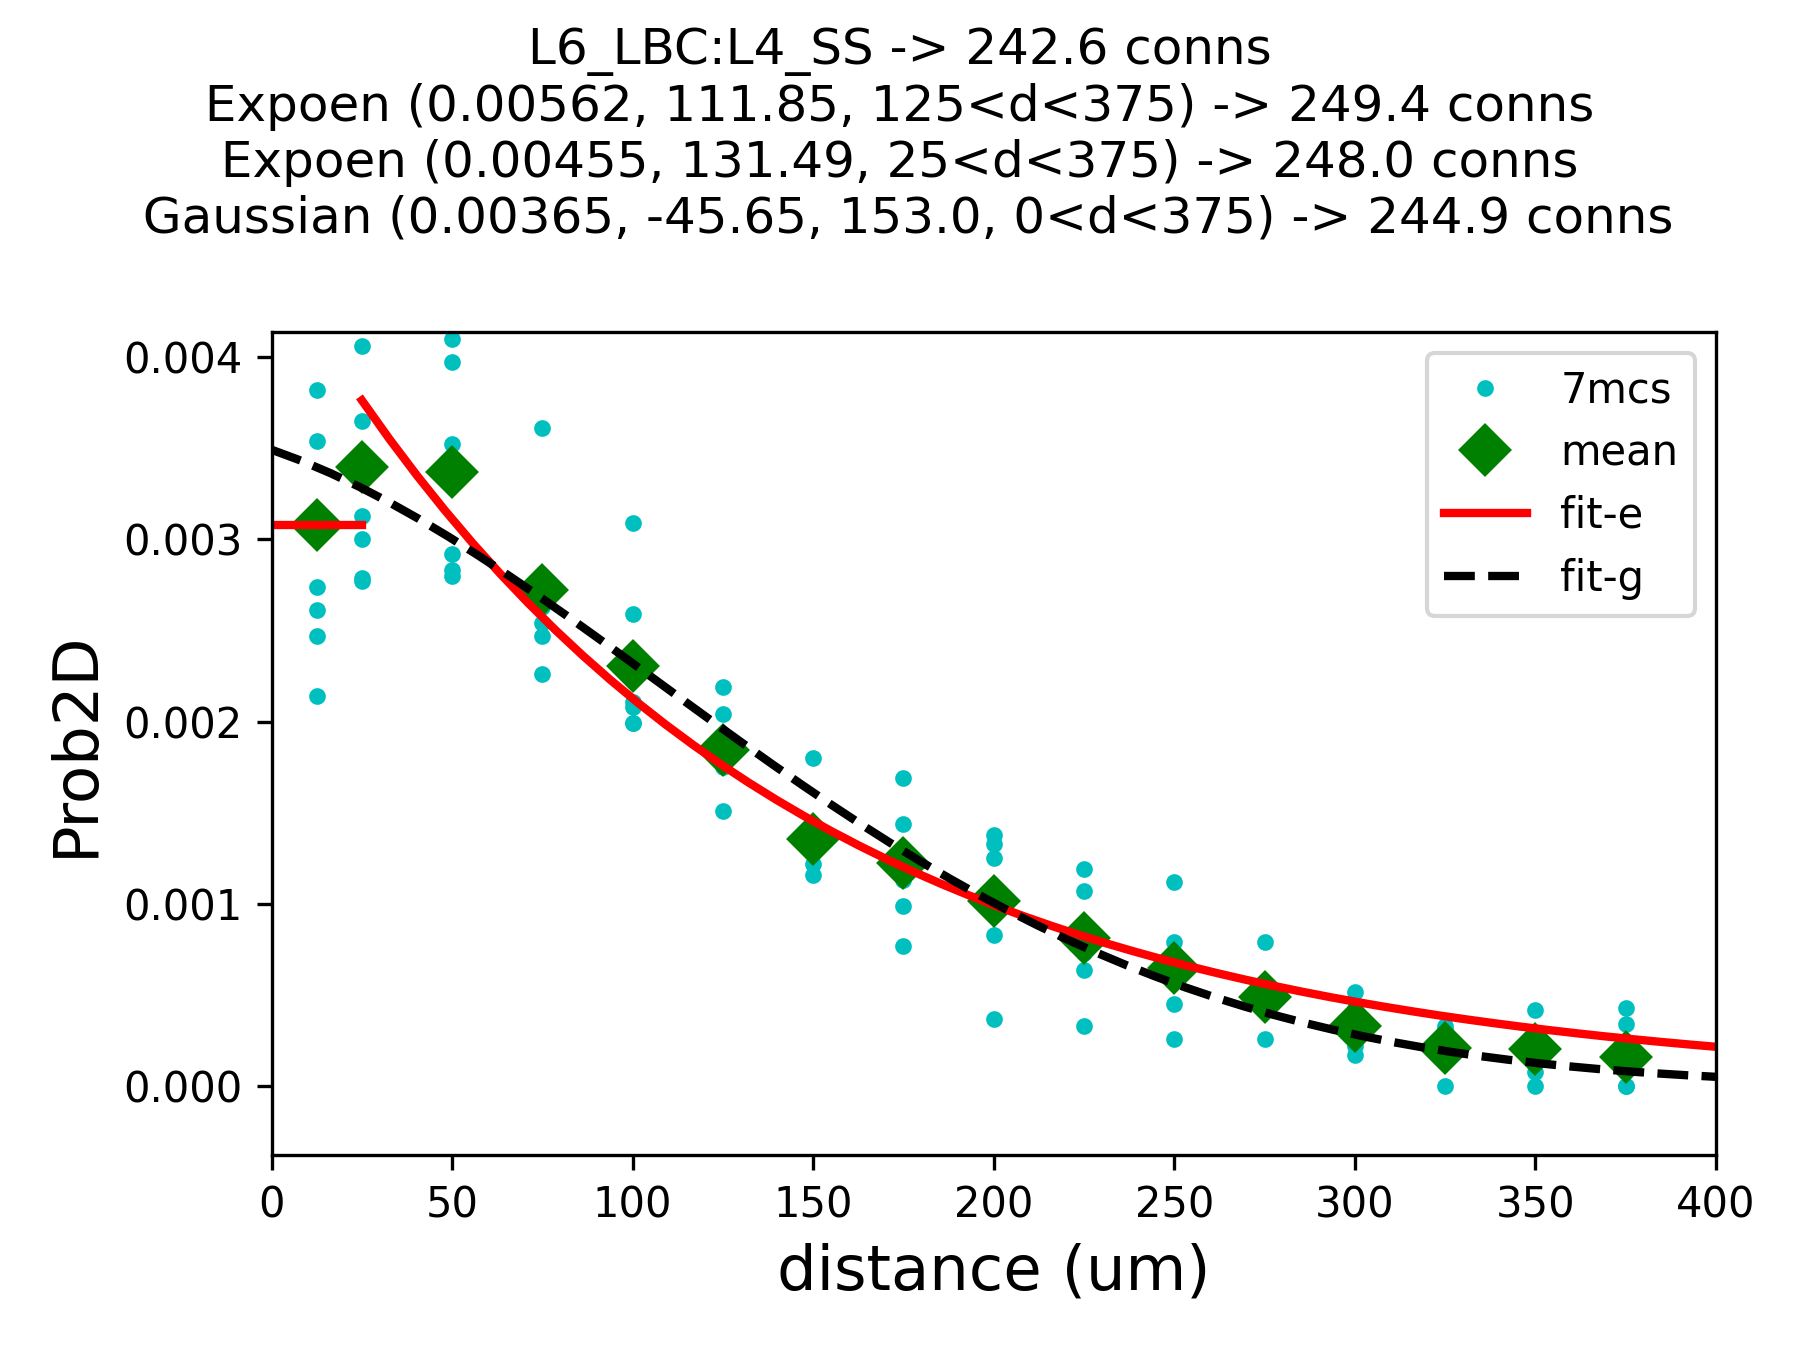 L6_LBC:L4_SS -> 242.6 conns
Expoen (0.00562, 111.85, 125<d<375) -> 249.4 conns
Expoen (0.00455, 131.49, 25<d<375) -> 248.0 conns
Gaussian (0.00365, -45.65, 153.0, 0<d<375) -> 244.9 conns
7mcs
mean
fit-e
fit-g
Prob2D
0.004
0.003
0.002
0.001
0.000
0 50 100 150 200 250 300 350 400
distance (um)